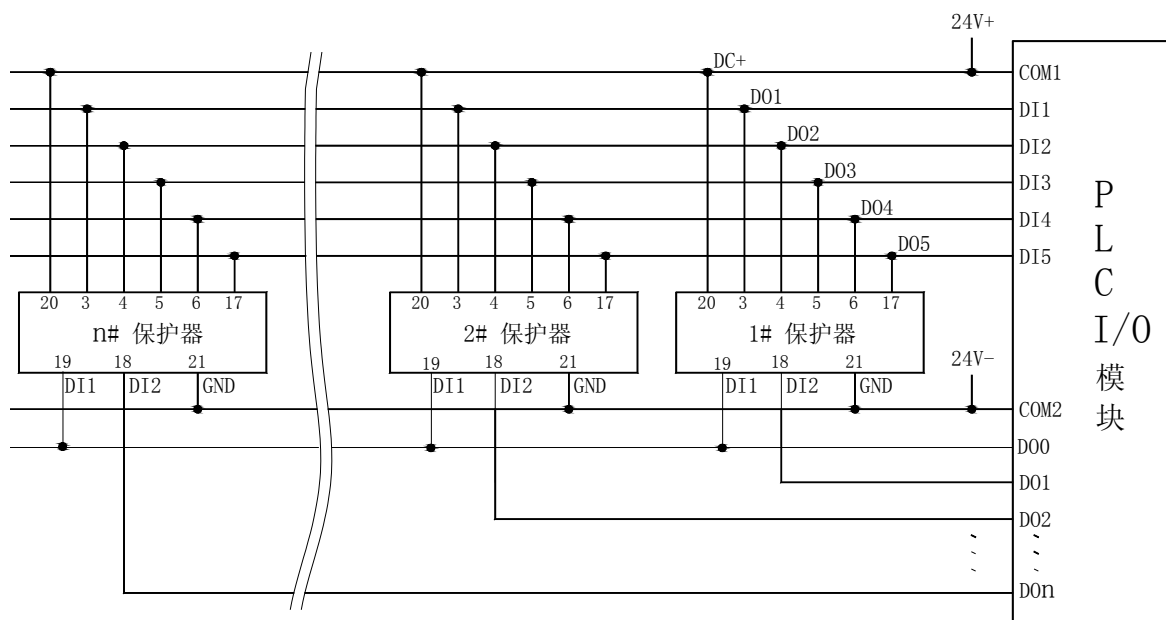 24V+
DC+
COM1
DO1
DI1
DO2
DI2
DO3
DI3
DO4
DI4
DO5
DI5
20 3 4 5 6 17
n# 保护器
19 18 21
DI1 DI2 GND
20 3 4 5 6 17
2# 保护器
19 18 21
DI1 DI2 GND
20 3 4 5 6 17
1# 保护器
19 18 21
DI1 DI2 GND
24V-
COM2
DO0
DO1
DO2
DOn
P
L
C
I/O
模
块